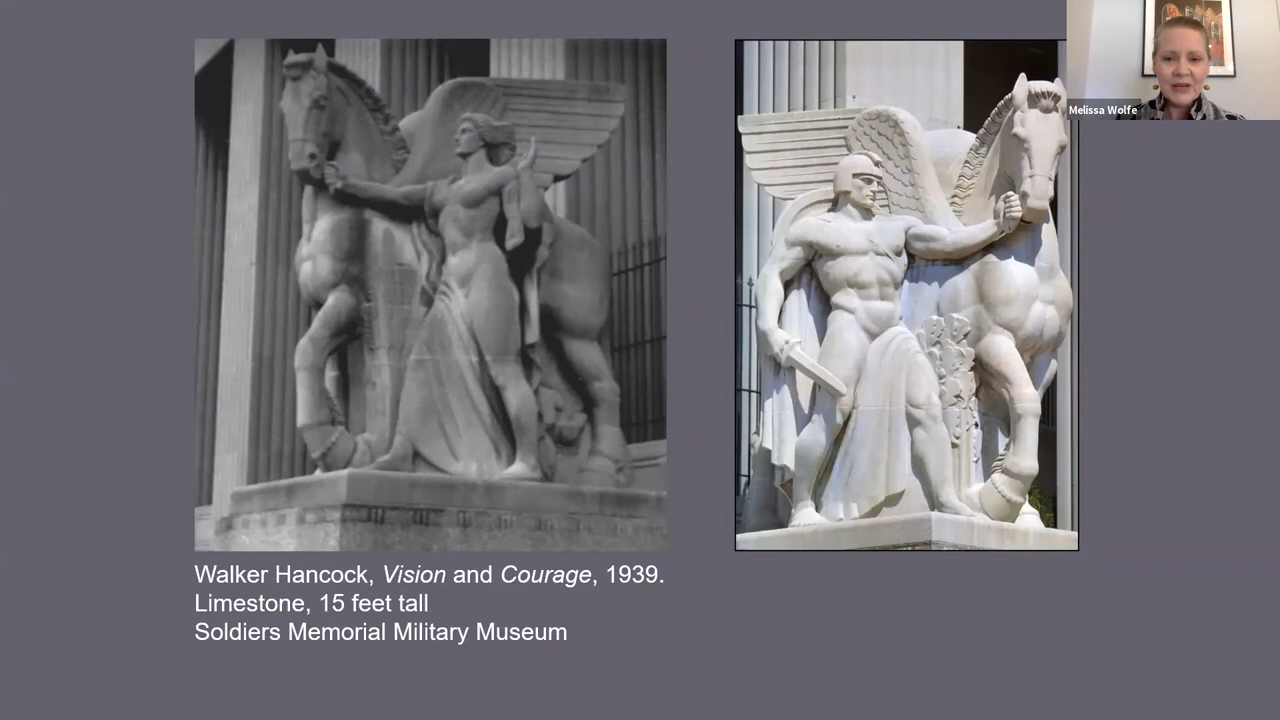 Melissa Wolfe
Walker Hancock, Vision and Courage, 1939.
Limestone, 15 feet tall
Soldiers Memorial Military Museum